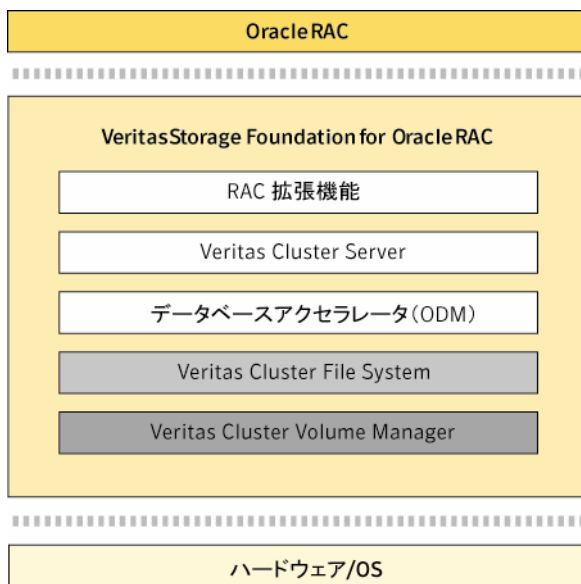 Oracle RAC
Veritas Storage Foundation for Oracle RAC
RAC 拡張機能
Veritas Cluster Server
データベースアクセラレータ(ODM)
Veritas Cluster File System
Veritas Cluster Volume Manager
ハードウェア/OS